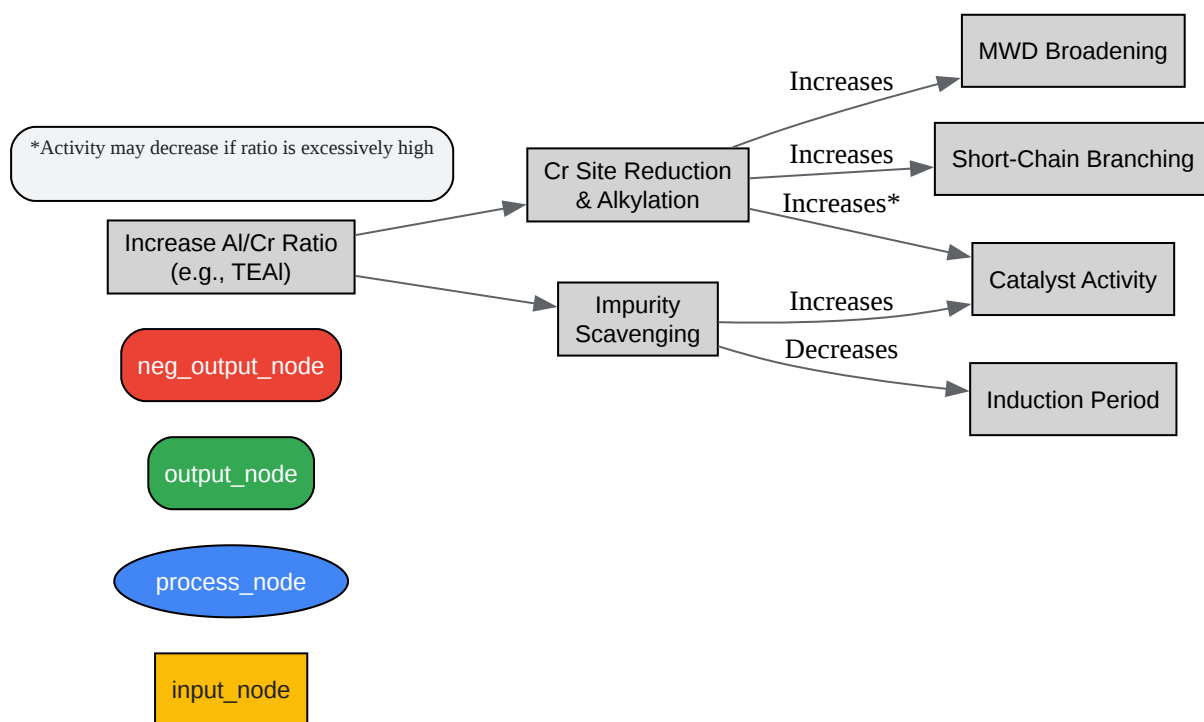 *Activity may decrease if ratio is excessively high
Increase Al/Cr Ratio
(e.g., TEAl)
neg_output_node
output_node
process_node
input_node
Cr Site Reduction
& Alkylation
Impurity
Scavenging
Increases
Increases
Increases*
Increases
Decreases
MWD Broadening
Short-Chain Branching
Catalyst Activity
Induction Period